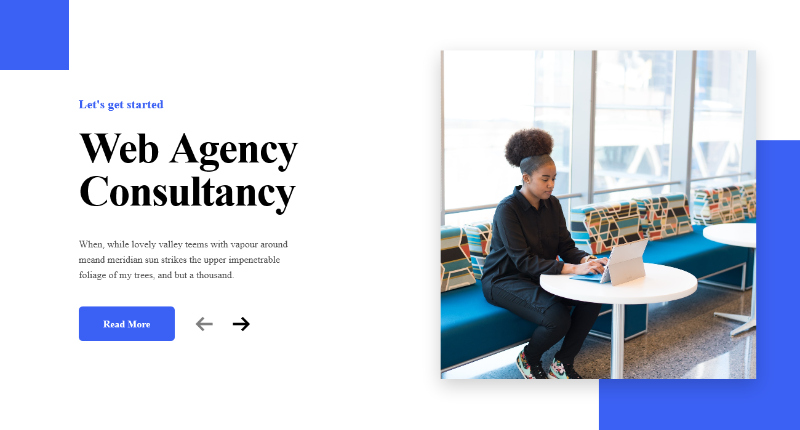 Let's get started
Web Agency
Consultancy
When, while lovely valley teems with vapour around
meand meridian sun strikes the upper impenetrable
foliage of my trees, and but a thousand.
Read More